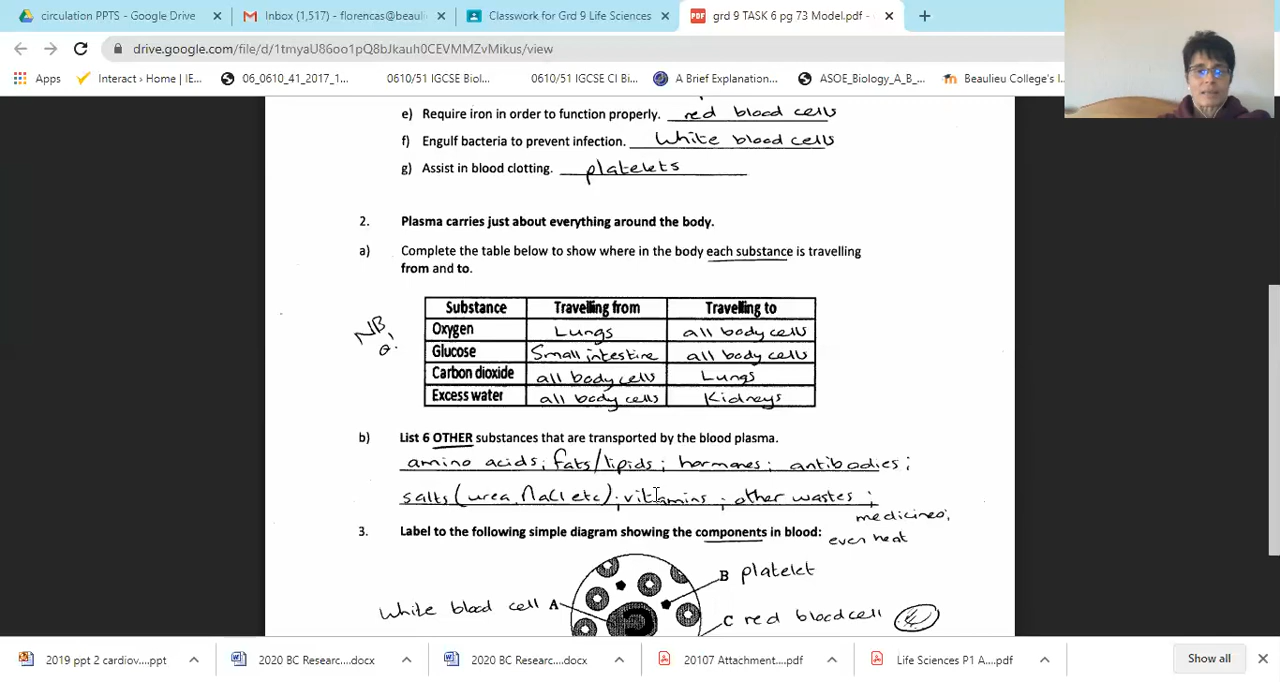 circulation PPTS - Google Drive
Inbox (1,517) - florencas@beauli
Classwork for Grd 9 Life Sciences
PDF grd 9 TASK 6 pg 73 Model.pdf -
drive.google.com/file/d/1tmyaU86oo1pQ8bJkauh0CEVMMZvMikus/view
Apps
Interact › Home | IE...
06_0610_41_2017_1...
0610/51 IGCSE Biol...
0610/51 IGCSE CI Bi...
A Brief Explanation...
ASOE_Biology_A_B_...
Beaulieu College's I...
e) Require iron in order to function properly. red blood cells
f) Engulf bacteria to prevent infection. White blood cells
g) Assist in blood clotting. platelets
2. Plasma carries just about everything around the body.
a) Complete the table below to show where in the body each substance is travelling
from and to.
Substance Travelling from Travelling to
Oxygen Lungs all body cells
NB!
Glucose Small intestine all body cells
Carbon dioxide all body cells Lungs
Excess water all body cells Kidneys
b) List 6 OTHER substances that are transported by the blood plasma.
amino acids; fats/lipids; hormones; antibodies;
salts (urea, NaCl etc); vitamins; other wastes;
medicines;
3. Label to the following simple diagram showing the components in blood:
even heat
B platelet
White blood cell A
C red blood cell
2019 ppt 2 cardiov....ppt
2020 BC Researc....docx
2020 BC Researc....docx
20107 Attachment....pdf
Life Sciences P1 A....pdf
Show all